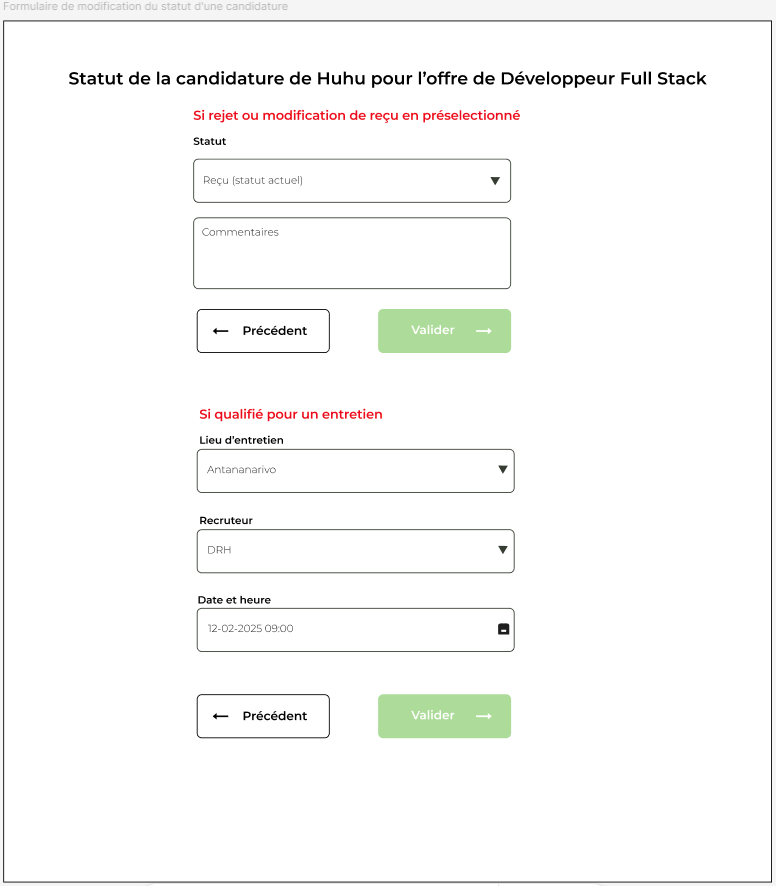 Formulaire de modification du statut d'une candidature
Statut de la candidature de Huhu pour l’offre de Développeur Full Stack
Si rejet ou modification de reçu en préselectionné
Statut
Reçu (statut actuel)
Commentaires
Précédent
Valider
Si qualifié pour un entretien
Lieu d’entretien
Antananarivo
Recruteur
DRH
Date et heure
12-02-2025 09:00
Précédent
Valider